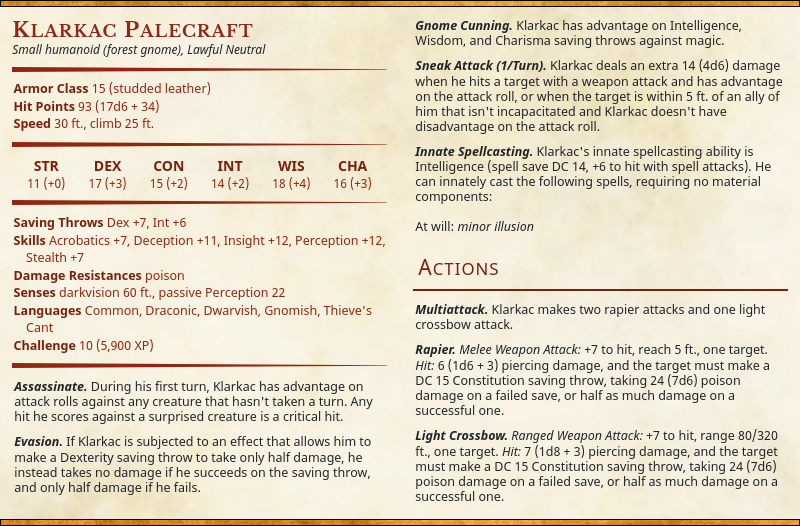 Klarkac Palecraft
Small humanoid (forest gnome), Lawful Neutral
Armor Class 15 (studded leather)
Hit Points 93 (17d6 + 34)
Speed 30 ft., climb 25 ft.
STR DEX CON INT WIS CHA
11 (+0) 17 (+3) 15 (+2) 14 (+2) 18 (+4) 16 (+3)
Saving Throws Dex +7, Int +6
Skills Acrobatics +7, Deception +11, Insight +12, Perception +12,
Stealth +7
Damage Resistances poison
Senses darkvision 60 ft., passive Perception 22
Languages Common, Draconic, Dwarvish, Gnomish, Thieve's
Cant
Challenge 10 (5,900 XP)
Assassinate. During his first turn, Klarkac has advantage on
attack rolls against any creature that hasn't taken a turn. Any
hit he scores against a surprised creature is a critical hit.
Evasion. If Klarkac is subjected to an effect that allows him to
make a Dexterity saving throw to take only half damage, he
instead takes no damage if he succeeds on the saving throw,
and only half damage if he fails.
Gnome Cunning. Klarkac has advantage on Intelligence,
Wisdom, and Charisma saving throws against magic.
Sneak Attack (1/Turn). Klarkac deals an extra 14 (4d6) damage
when he hits a target with a weapon attack and has advantage
on the attack roll, or when the target is within 5 ft. of an ally of
him that isn't incapacitated and Klarkac doesn't have
disadvantage on the attack roll.
Innate Spellcasting. Klarkac's innate spellcasting ability is
Intelligence (spell save DC 14, +6 to hit with spell attacks). He
can innately cast the following spells, requiring no material
components:
At will: minor illusion
Actions
Multiattack. Klarkac makes two rapier attacks and one light
crossbow attack.
Rapier. Melee Weapon Attack: +7 to hit, reach 5 ft., one target.
Hit: 6 (1d6 + 3) piercing damage, and the target must make a
DC 15 Constitution saving throw, taking 24 (7d6) poison
damage on a failed save, or half as much damage on a
successful one.
Light Crossbow. Ranged Weapon Attack: +7 to hit, range 80/320
ft., one target. Hit: 7 (1d8 + 3) piercing damage, and the target
must make a DC 15 Constitution saving throw, taking 24 (7d6)
poison damage on a failed save, or half as much damage on a
successful one.